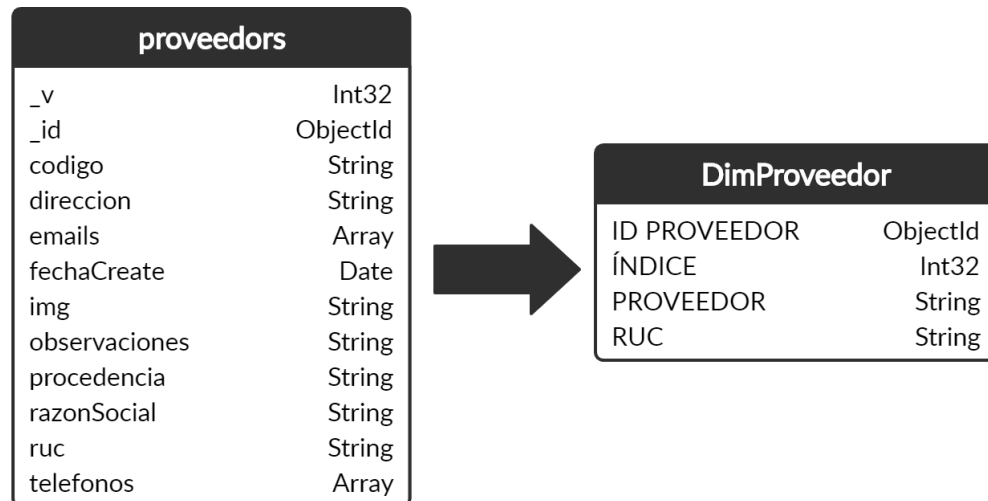 proveedors
_v Int32
_id ObjectId
codigo String
direccion String
emails Array
fechaCreate Date
img String
observaciones String
procedencia String
razonSocial String
ruc String
telefonos Array
DimProveedor
ID PROVEEDOR ObjectId
ÍNDICE Int32
PROVEEDOR String
RUC String